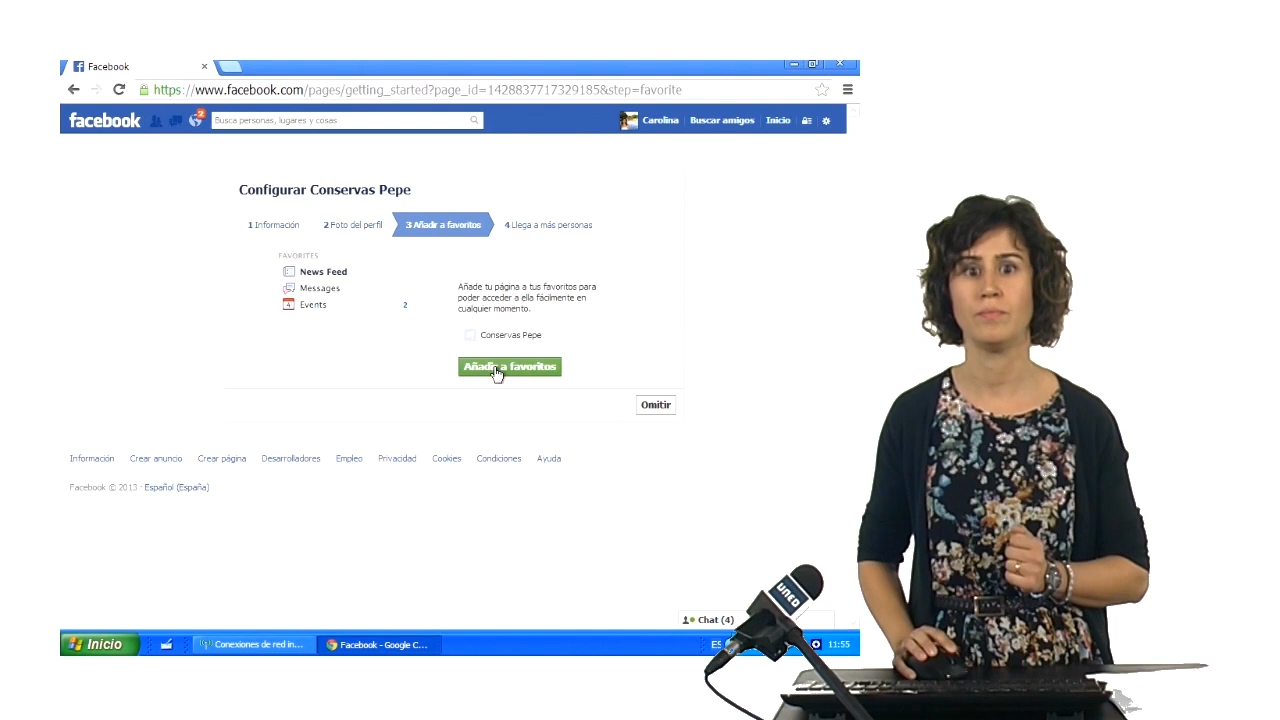 Facebook
https://www.facebook.com/pages/getting_started?page_id=1428837717329185&step=favorite
facebook
2
Busca personas, lugares y cosas
Carolina
Buscar amigos
Inicio
Configurar Conservas Pepe
1 Información
2 Foto del perfil
3 Añadir a favoritos
4 Llega a más personas
FAVORITES
News Feed
Messages
4 Events 2
Añade tu página a tus favoritos para
poder acceder a ella fácilmente en
cualquier momento.
Conservas Pepe
Añadir a favoritos
Omitir
Información Crear anuncio Crear página Desarrolladores Empleo Privacidad Cookies Condiciones Ayuda
Facebook © 2013 · Español (España)
Chat (4)
UNED
Inicio
Conexiones de red in...
Facebook - Google C...
ES
11:55